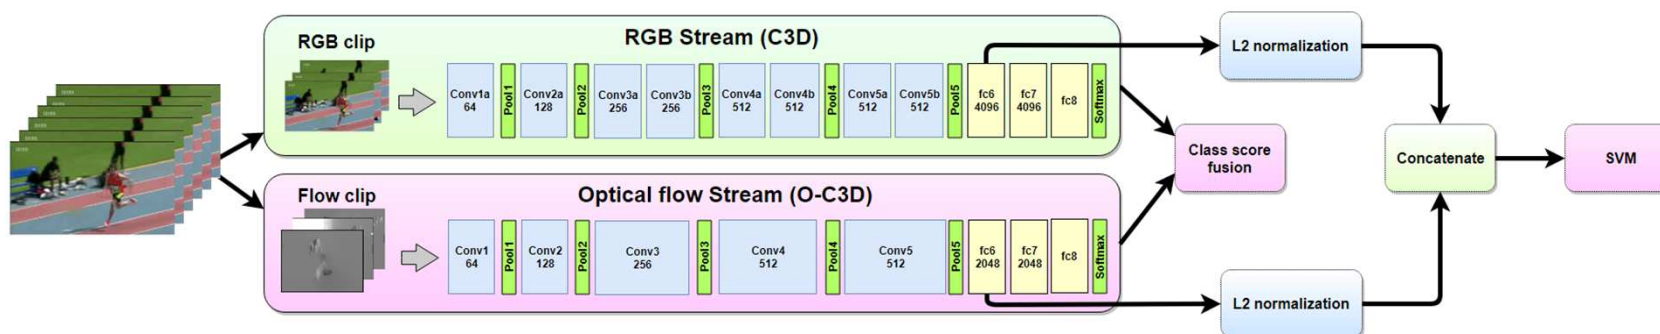 RGB Stream (C3D)
RGB clip
Conv1a
64
Pool1
Conv2a
128
Pool2
Conv3a
256
Conv3b
256
Pool3
Conv4a
512
Conv4b
512
Pool4
Conv5a
512
Conv5b
512
Pool5
fc6
4096
fc7
4096
fc8
Softmax
Optical flow Stream (O-C3D)
Flow clip
Conv1
64
Pool1
Conv2
128
Pool2
Conv3
256
Pool3
Conv4
512
Pool4
Conv5
512
Pool5
fc6
2048
fc7
2048
fc8
Softmax
Class score
fusion
L2 normalization
L2 normalization
Concatenate
SVM